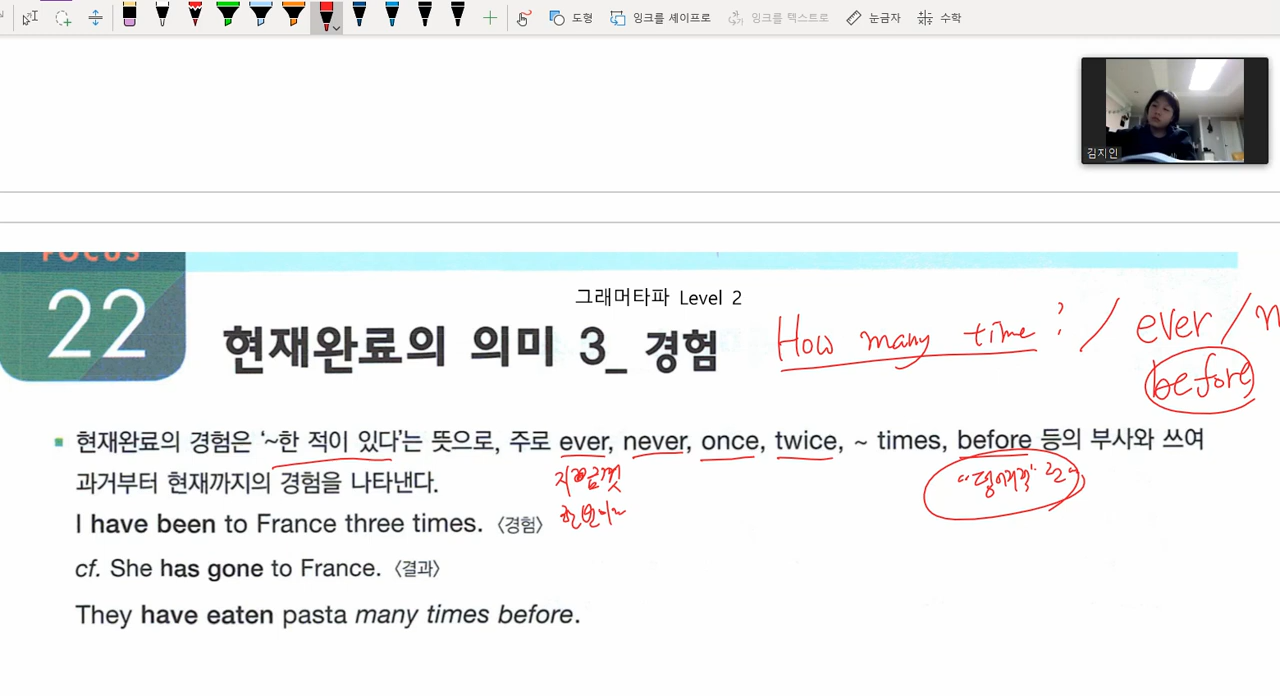 도형 잉크를 셰이프로 잉크를 텍스트로 눈금자 수학
김지인
FOCUS
22
그래머타파 Level 2
현재완료의 의미 3_ 경험
How many time? / ever /
before
현재완료의 경험은 ‘~한 적이 있다’는 뜻으로, 주로 ever, never, once, twice, ~ times, before 등의 부사와 쓰여
과거부터 현재까지의 경험을 나타낸다.
지금껏
I have been to France three times. 〈경험〉
cf. She has gone to France. 〈결과〉
They have eaten pasta many times before.